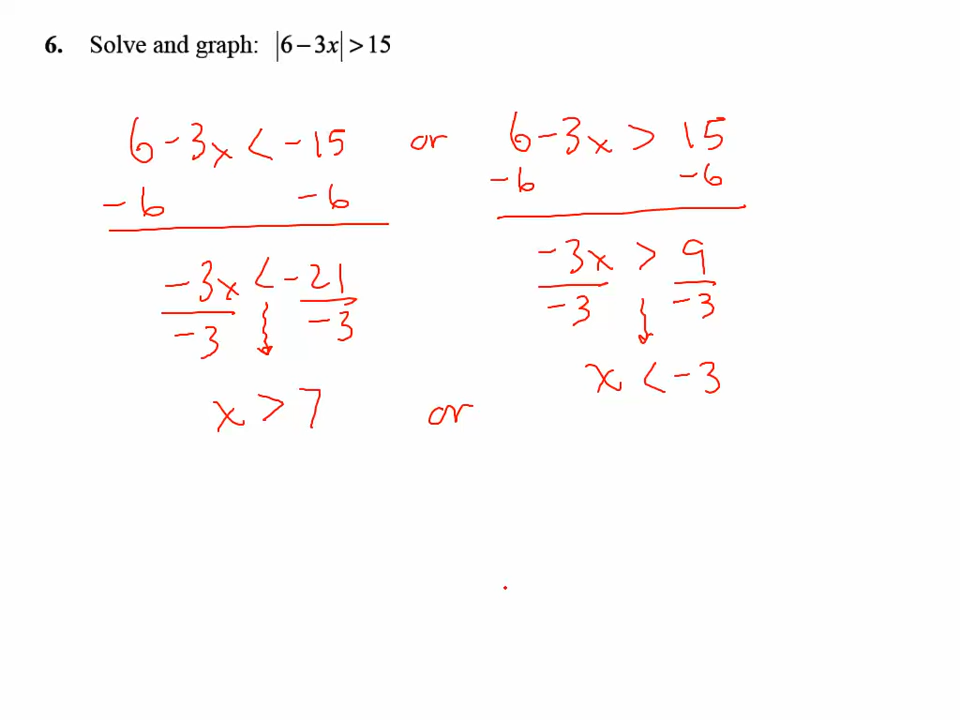 6. Solve and graph: |6−3x| > 15
6-3x < -15 or 6-3x > 15
-6 -6 -6 -6
-3x < -21 -3x > 9
-3 -3 -3 -3
x > 7 or x < -3